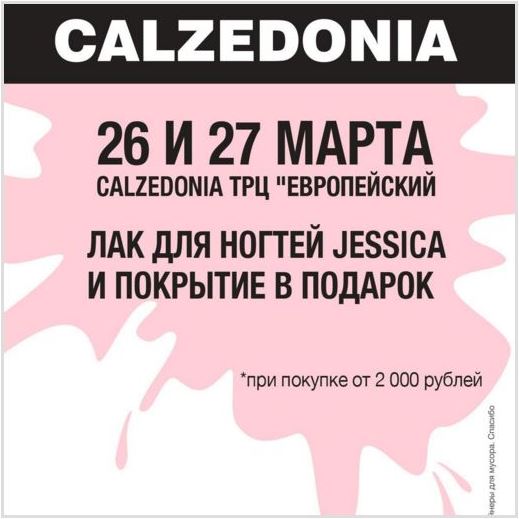 CALZEDONIA
26 И 27 МАРТА
CALZEDONIA ТРЦ "ЕВРОПЕЙСКИЙ
ЛАК ДЛЯ НОГТЕЙ JESSICA
И ПОКРЫТИЕ В ПОДАРОК
*при покупке от 2 000 рублей
для мусора. Спасибо